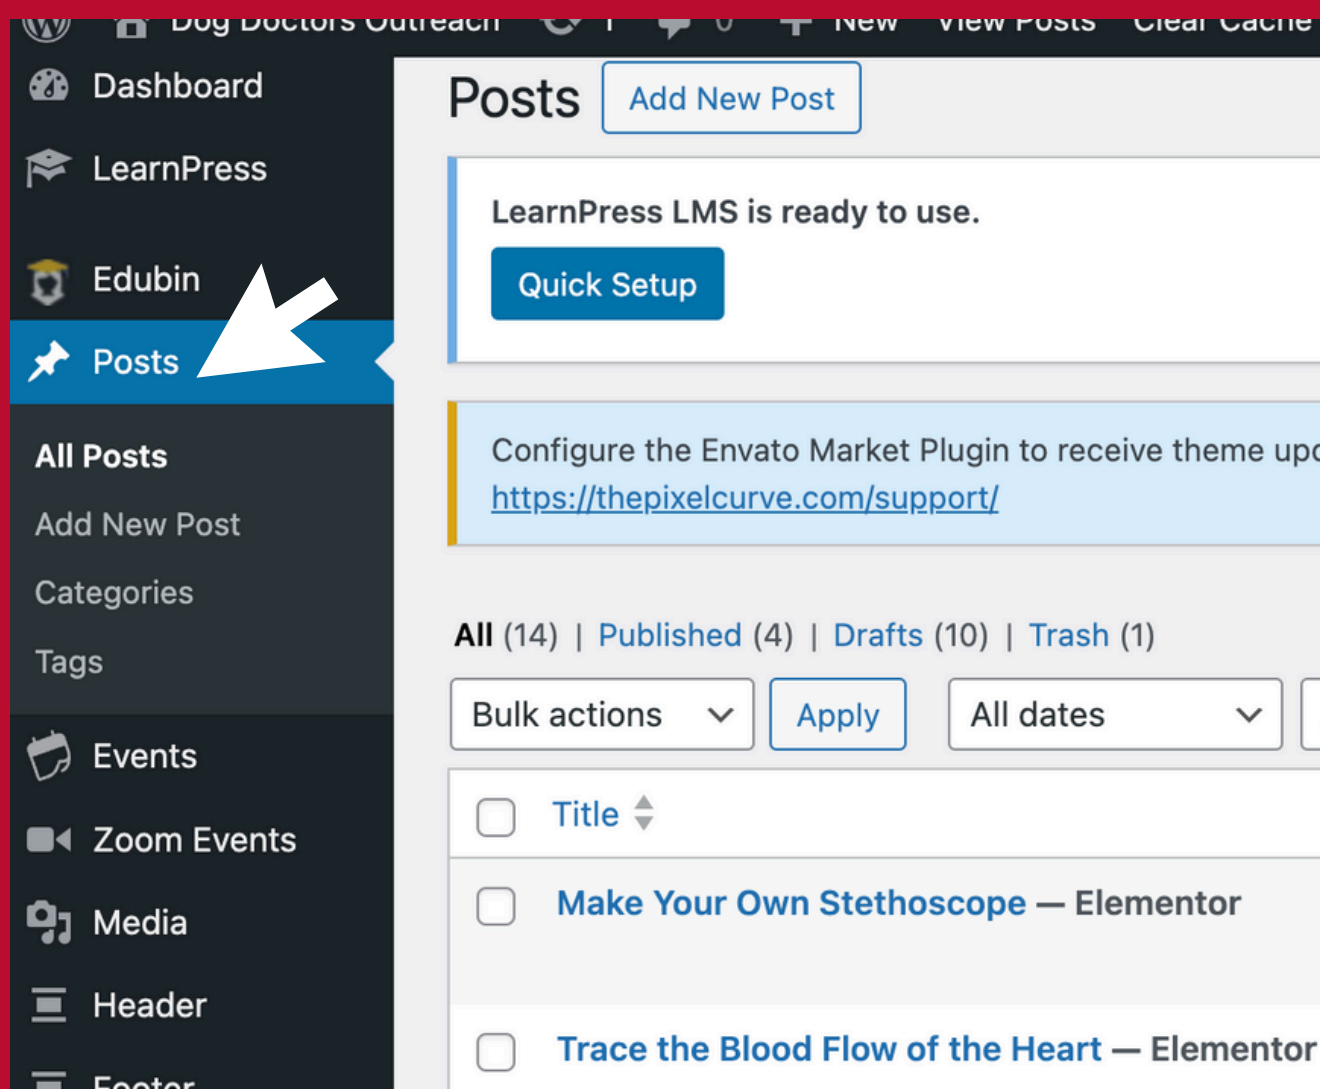 Dog Doctors Outreach 1 0 New View Posts Clear Cache
Dashboard
LearnPress
Edubin
Posts
All Posts
Add New Post
Categories
Tags
Events
Zoom Events
Media
Header
Footer
Posts Add New Post
LearnPress LMS is ready to use.
Quick Setup
Configure the Envato Market Plugin to receive theme upd
https://thepixelcurve.com/support/
All (14) | Published (4) | Drafts (10) | Trash (1)
Bulk actions Apply All dates
Title
Make Your Own Stethoscope — Elementor
Trace the Blood Flow of the Heart — Elementor